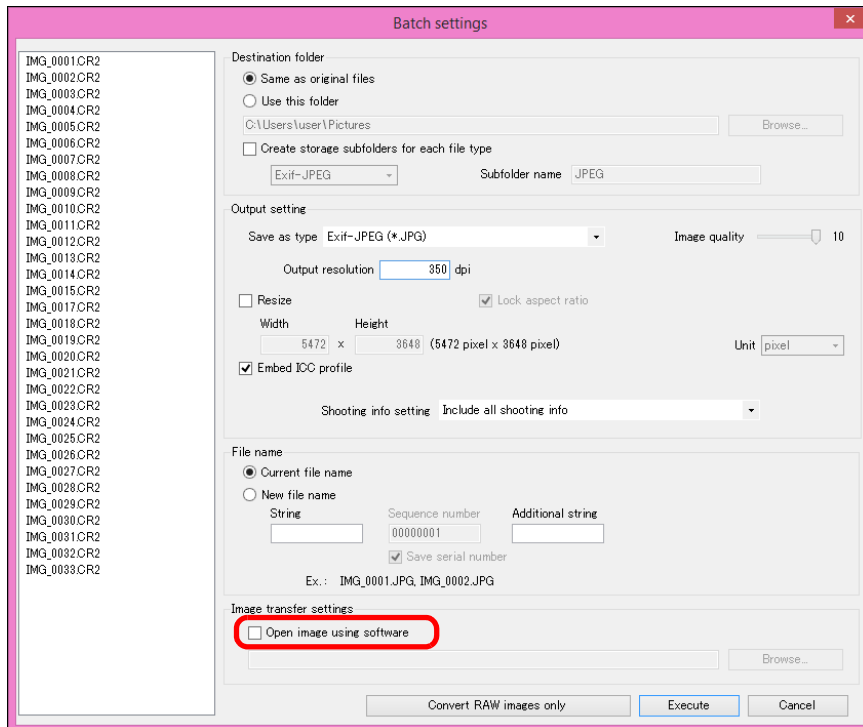 Batch settings
IMG_0001.CR2
IMG_0002.CR2
IMG_0003.CR2
IMG_0004.CR2
IMG_0005.CR2
IMG_0006.CR2
IMG_0007.CR2
IMG_0008.CR2
IMG_0009.CR2
IMG_0010.CR2
IMG_0011.CR2
IMG_0012.CR2
IMG_0013.CR2
IMG_0014.CR2
IMG_0015.CR2
IMG_0017.CR2
IMG_0018.CR2
IMG_0019.CR2
IMG_0020.CR2
IMG_0021.CR2
IMG_0022.CR2
IMG_0023.CR2
IMG_0024.CR2
IMG_0025.CR2
IMG_0026.CR2
IMG_0027.CR2
IMG_0028.CR2
IMG_0029.CR2
IMG_0030.CR2
IMG_0031.CR2
IMG_0032.CR2
IMG_0033.CR2
Destination folder
Same as original files
Use this folder
C:\Users\user\Pictures Browse...
Create storage subfolders for each file type
Exif-JPEG Subfolder name JPEG
Output setting
Save as type Exif-JPEG (*.JPG) Image quality 10
Output resolution 350 dpi
Resize Lock aspect ratio
Width Height
5472 x 3648 (5472 pixel x 3648 pixel) Unit pixel
Embed ICC profile
Shooting info setting Include all shooting info
File name
Current file name
New file name
String Sequence number Additional string
00000001
Save serial number
Ex.: IMG_0001.JPG, IMG_0002.JPG
Image transfer settings
Open image using software
Browse...
Convert RAW images only Execute Cancel